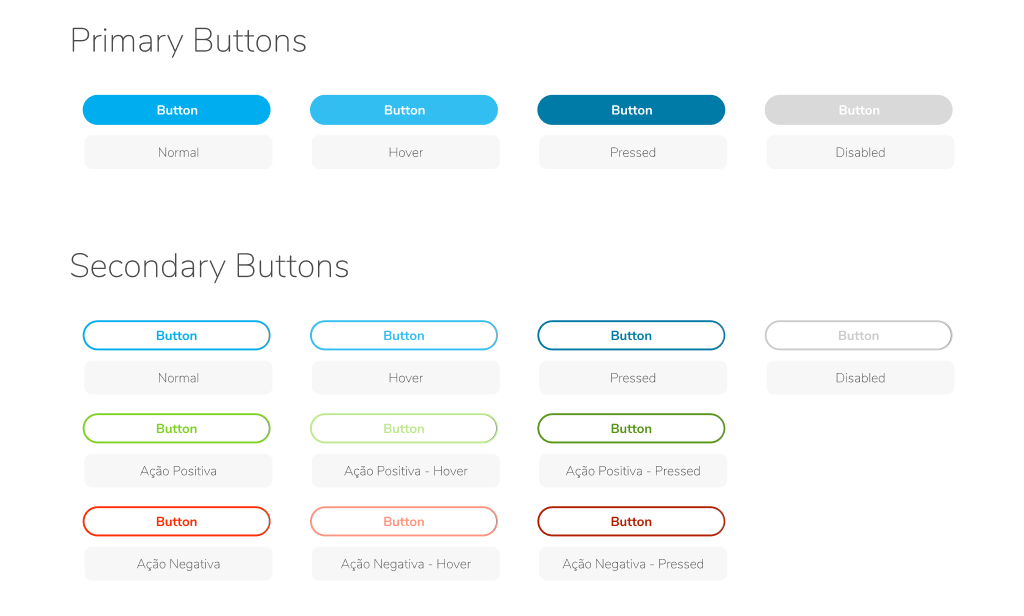 Primary Buttons
Button Button Button Button
Normal Hover Pressed Disabled
Secondary Buttons
Button Button Button Button
Normal Hover Pressed Disabled
Button Button Button
Ação Positiva Ação Positiva - Hover Ação Positiva - Pressed
Button Button Button
Ação Negativa Ação Negativa - Hover Ação Negativa - Pressed